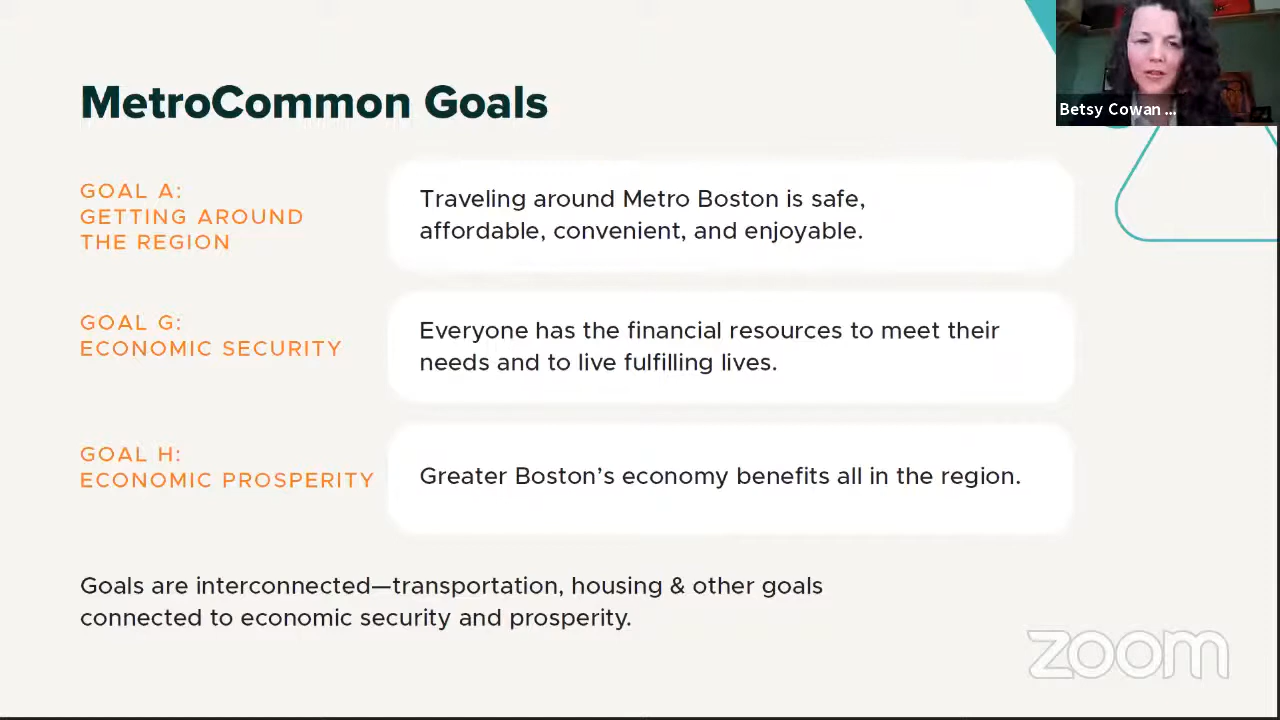 MetroCommon Goals
Betsy Cowan ...
GOAL A:
GETTING AROUND
THE REGION
Traveling around Metro Boston is safe,
affordable, convenient, and enjoyable.
GOAL G:
ECONOMIC SECURITY
Everyone has the financial resources to meet their
needs and to live fulfilling lives.
GOAL H:
ECONOMIC PROSPERITY
Greater Boston’s economy benefits all in the region.
Goals are interconnected—transportation, housing & other goals
connected to economic security and prosperity.
zoom